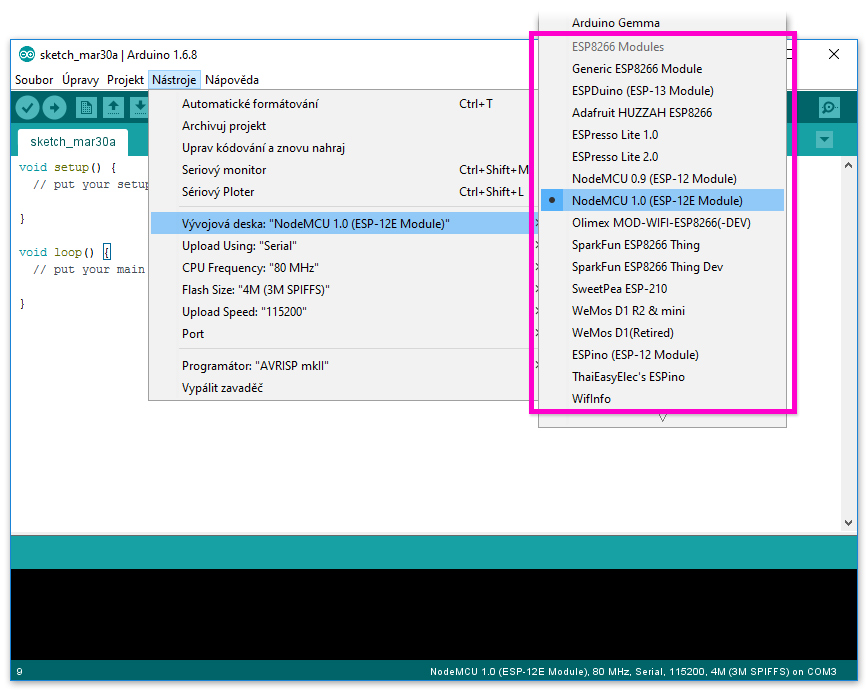 Arduino Gemma
sketch_mar30a | Arduino 1.6.8
Soubor Úpravy Projekt Nástroje Nápověda
sketch_mar30a
void setup() {
// put your setup
}
void loop() {
// put your main
}
Automatické formátování Ctrl+T
Archivuj projekt
Uprav kódování a znovu nahraj
Seriový monitor Ctrl+Shift+M
Sériový Ploter Ctrl+Shift+L
Vývojová deska: "NodeMCU 1.0 (ESP-12E Module)"
Upload Using: "Serial"
CPU Frequency: "80 MHz"
Flash Size: "4M (3M SPIFFS)"
Upload Speed: "115200"
Port
Programátor: "AVRISP mkII"
Vypálit zavaděč
ESP8266 Modules
Generic ESP8266 Module
ESPDuino (ESP-13 Module)
Adafruit HUZZAH ESP8266
ESPresso Lite 1.0
ESPresso Lite 2.0
NodeMCU 0.9 (ESP-12 Module)
NodeMCU 1.0 (ESP-12E Module)
Olimex MOD-WIFI-ESP8266(-DEV)
SparkFun ESP8266 Thing
SparkFun ESP8266 Thing Dev
SweetPea ESP-210
WeMos D1 R2 & mini
WeMos D1(Retired)
ESPino (ESP-12 Module)
ThaiEasyElec's ESPino
WifInfo
9
NodeMCU 1.0 (ESP-12E Module), 80 MHz, Serial, 115200, 4M (3M SPIFFS) on COM3